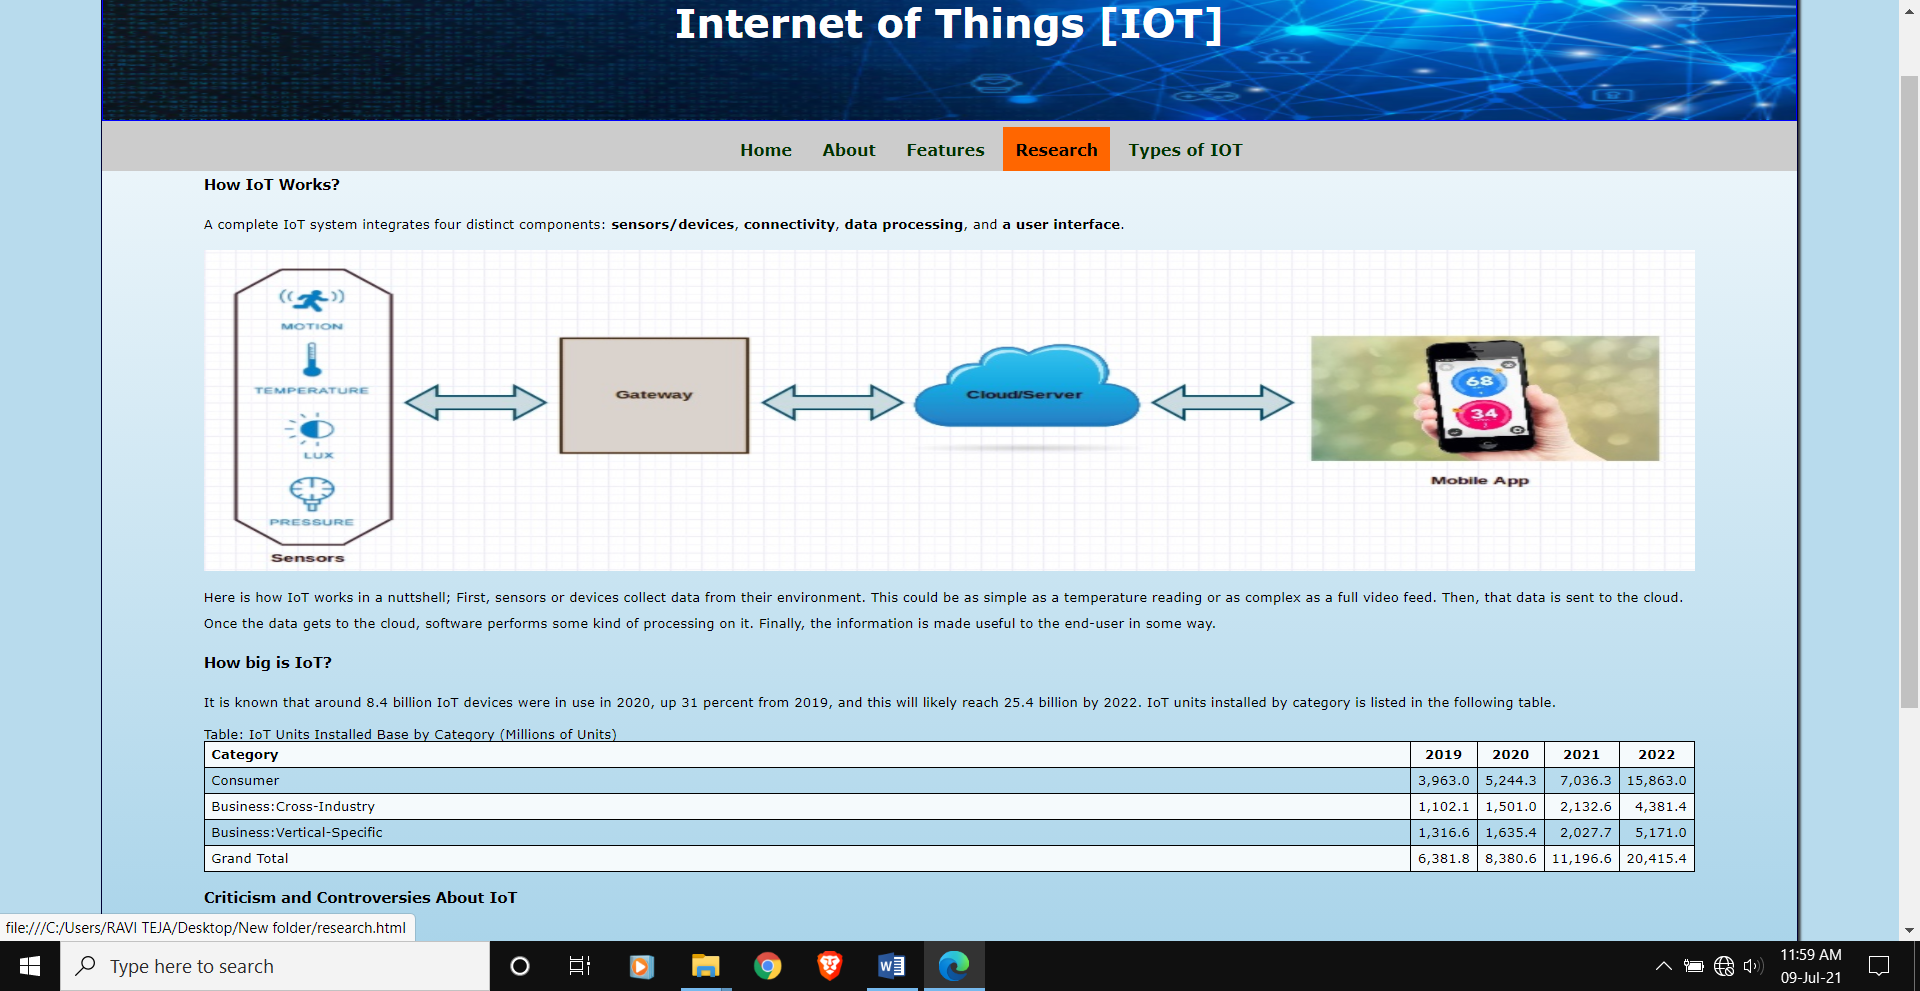 Internet of Things [IOT]
Home About Features Research Types of IOT
How IoT Works?
A complete IoT system integrates four distinct components: sensors/devices, connectivity, data processing, and a user interface.
MOTION
TEMPERATURE
LUX
PRESSURE
Sensors
Gateway
Cloud/Server
68
34
Mobile App
Here is how IoT works in a nuttshell; First, sensors or devices collect data from their environment. This could be as simple as a temperature reading or as complex as a full video feed. Then, that data is sent to the cloud.
Once the data gets to the cloud, software performs some kind of processing on it. Finally, the information is made useful to the end-user in some way.
How big is IoT?
It is known that around 8.4 billion IoT devices were in use in 2020, up 31 percent from 2019, and this will likely reach 25.4 billion by 2022. IoT units installed by category is listed in the following table.
Table: IoT Units Installed Base by Category (Millions of Units)
Category 2019 2020 2021 2022
Consumer 3,963.0 5,244.3 7,036.3 15,863.0
Business:Cross-Industry 1,102.1 1,501.0 2,132.6 4,381.4
Business:Vertical-Specific 1,316.6 1,635.4 2,027.7 5,171.0
Grand Total 6,381.8 8,380.6 11,196.6 20,415.4
Criticism and Controversies About IoT
file:///C:/Users/RAVI TEJA/Desktop/New folder/research.html
Type here to search
11:59 AM
09-Jul-21